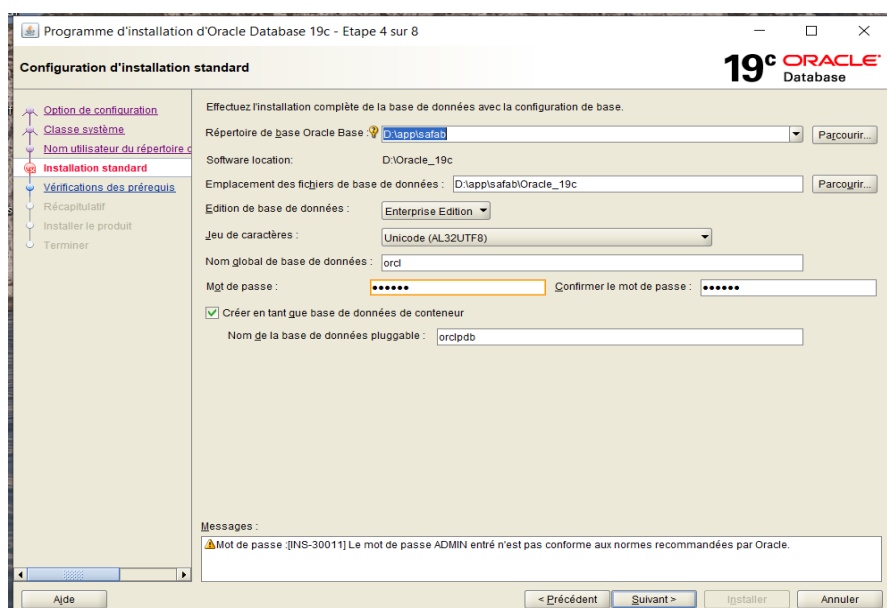 Programme d'installation d'Oracle Database 19c - Etape 4 sur 8
Configuration d'installation standard
19c ORACLE
Database
Option de configuration
Classe système
Nom utilisateur du répertoire
Installation standard
Vérifications des prérequis
Récapitulatif
Installer le produit
Terminer
Effectuez l'installation complète de la base de données avec la configuration de base.
Répertoire de base Oracle Base : D:\app\safab Parcourir...
Software location: D:\Oracle_19c
Emplacement des fichiers de base de données : D:\app\safab\Oracle_19c Parcourir...
Edition de base de données : Enterprise Edition
Jeu de caractères : Unicode (AL32UTF8)
Nom global de base de données : orcl
Mot de passe : •••••• Confirmer le mot de passe : ••••••
Créer en tant que base de données de conteneur
Nom de la base de données pluggable : orclpdb
Messages :
Mot de passe :[INS-30011] Le mot de passe ADMIN entré n'est pas conforme aux normes recommandées par Oracle.
Aide < Précédent Suivant > Installer Annuler